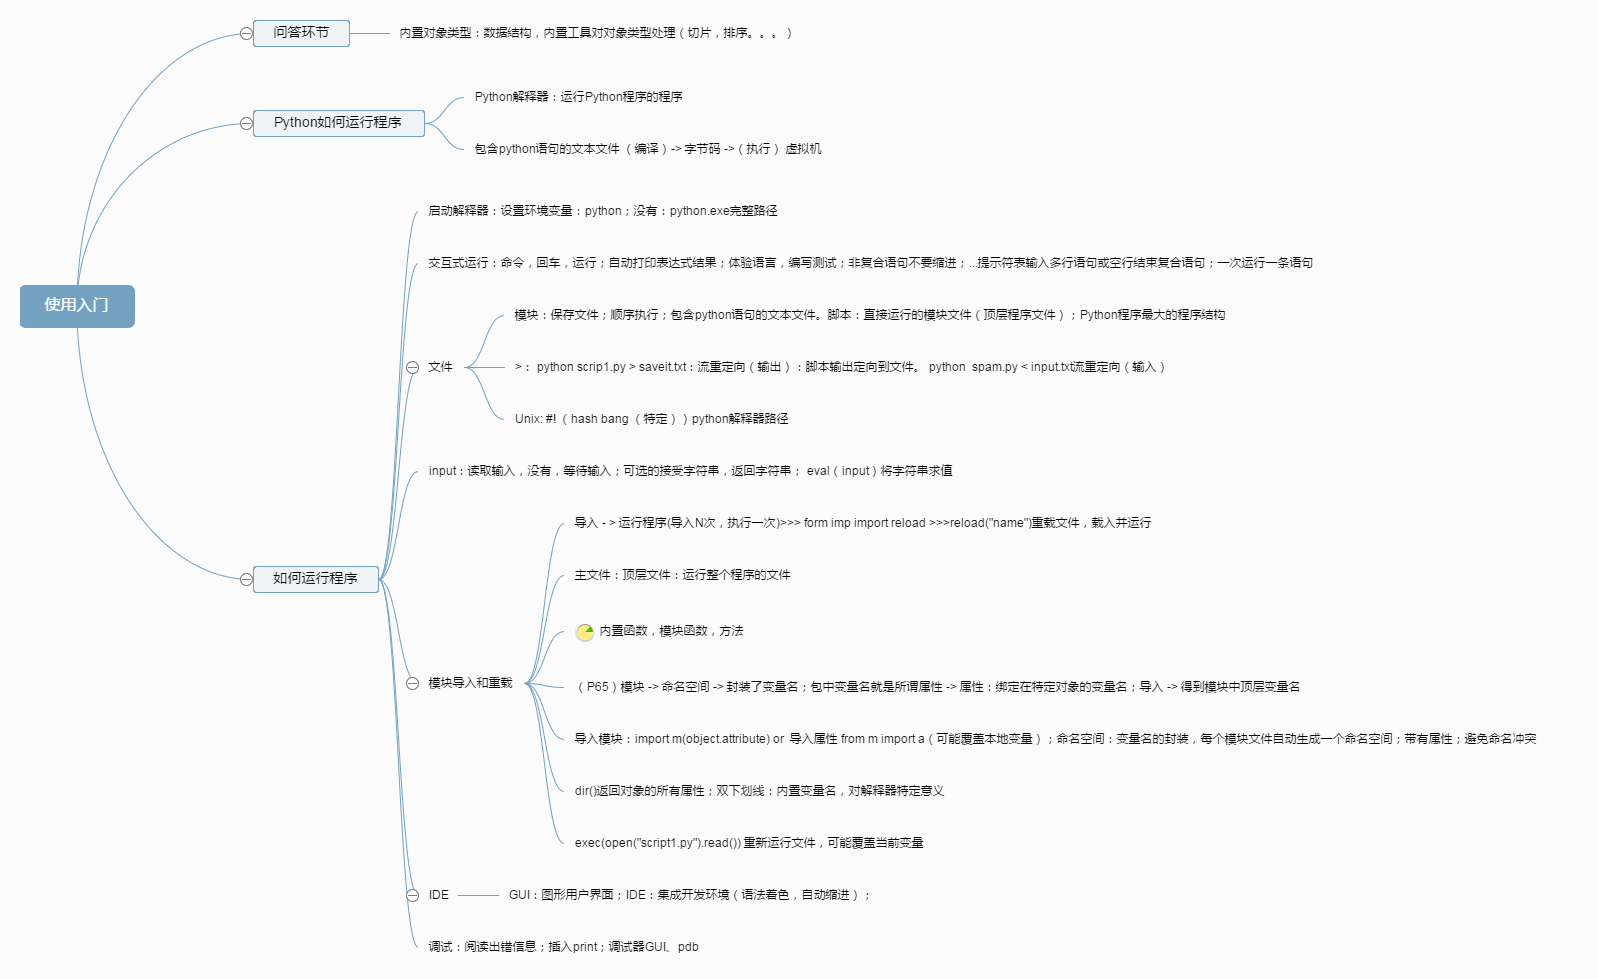 问答环节
内置对象类型：数据结构，内置工具对对象类型处理（切片，排序。。。）
Python如何运行程序
Python解释器：运行Python程序的程序
包含python语句的文本文件（编译）-> 字节码 ->（执行） 虚拟机
使用入门
如何运行程序
启动解释器：设置环境变量：python；没有：python.exe完整路径
交互式运行：命令，回车，运行；自动打印表达式结果；体验语言，编写测试；非复合语句不要缩进；...提示符表输入多行语句或空行结束复合语句；一次运行一条语句
文件
模块：保存文件；顺序执行；包含python语句的文本文件。脚本：直接运行的模块文件（顶层程序文件）；Python程序最大的程序结构
>： python scrip1.py > saveit.txt：流重定向（输出）：脚本输出定向到文件。 python  spam.py < input.txt流重定向（输入）
Unix: #!（hash bang （特定））python解释器路径
input：读取输入，没有，等待输入；可选的接受字符串，返回字符串； eval（input）将字符串求值
模块导入和重载
导入 - > 运行程序(导入N次，执行一次)>>> form imp import reload >>>reload("name")重载文件，载入并运行
主文件：顶层文件：运行整个程序的文件
内置函数，模块函数，方法
（P65）模块 -> 命名空间 -> 封装了变量名；包中变量名就是所谓属性 -> 属性：绑定在特定对象的变量名；导入 -> 得到模块中顶层变量名
导入模块：import m(object.attribute) or  导入属性 from m import a（可能覆盖本地变量）；命名空间：变量名的封装，每个模块文件自动生成一个命名空间；带有属性；避免命名冲突
dir()返回对象的所有属性；双下划线：内置变量名，对解释器特定意义
exec(open("script1.py").read()) 重新运行文件，可能覆盖当前变量
IDE
GUI：图形用户界面；IDE：集成开发环境（语法着色，自动缩进）；
调试：阅读出错信息；插入print；调试器GUI、pdb